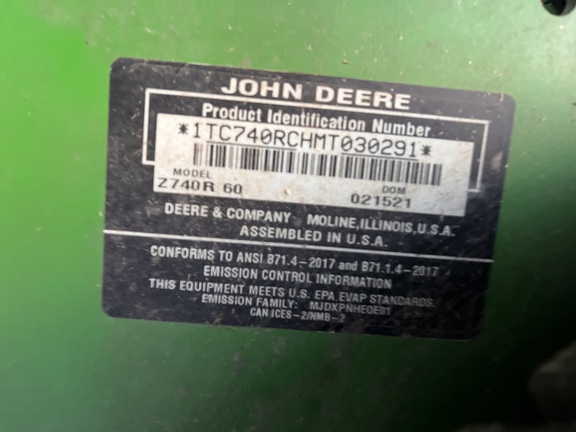 JOHN DEERE
Product Identification Number
*1TC740RCHMT030291*
MODEL DOM
Z740R 60 021521
DEERE & COMPANY MOLINE, ILLINOIS, U.S.A.
ASSEMBLED IN U.S.A.
CONFORMS TO ANSI B71.4-2017 and B71.1.4-2017
EMISSION CONTROL INFORMATION
THIS EQUIPMENT MEETS U.S. EPA EVAP STANDARDS.
EMISSION FAMILY: MJDXPNHEQEB1
CAN ICES-2/NMB-2